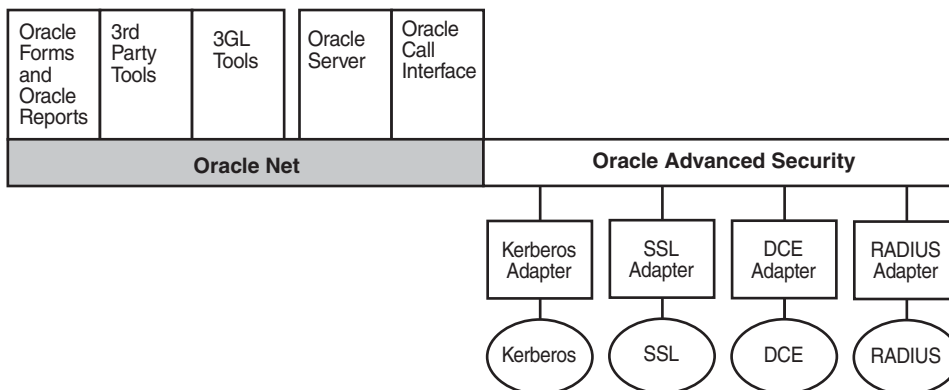 Oracle
Forms
and
Oracle
Reports
3rd
Party
Tools
3GL
Tools
Oracle
Server
Oracle
Call
Interface
Oracle Net
Oracle Advanced Security
Kerberos
Adapter
SSL
Adapter
DCE
Adapter
RADIUS
Adapter
Kerberos
SSL
DCE
RADIUS